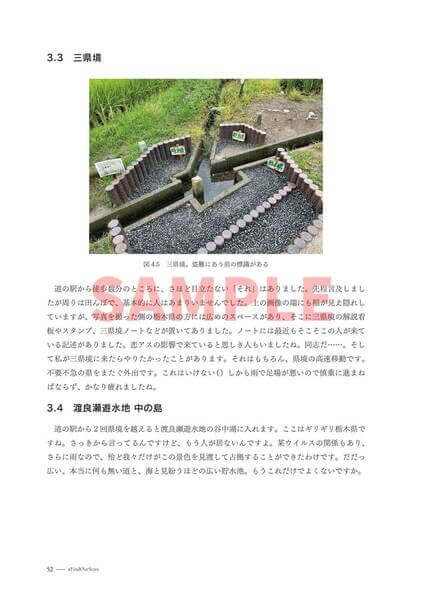 3.3 三県境
図 4.5 三県境。盗難にあう前の標識がある
SAMPLE
道の駅から徒歩数分のところに、さほど目立たない「それ」はありました。先程言及しまし
たが周りは田んぼで、基本的に人はあまりいませんでした。上の画像の端にも稲が見え隠れし
ていますが、写真を撮った側の栃木県の方には広めのスペースがあり、そこに三県境の解説看
板やスタンプ、三県境ノートなどが置いてありました。ノートには最近もそこそこの人が来て
いる記述がありました。恋アスの影響で来ていると思しき人もいましたね。同志だ……。そし
て私が三県境に来たらやりたかったことがあります。それはもちろん、県境の高速移動です。
不要不急の県をまたぐ外出です。これはいけない（）しかも雨で足場が悪いので慎重に進まね
ばならず、かなり疲れましたね。
3.4 渡良瀬遊水地 中の島
道の駅から２回県境を越えると渡良瀬遊水地の谷中湖に入れます。ここはギリギリ栃木県で
すね。さっきから言ってるんですけど、もう人が居ないんですよ。某ウイルスの関係もあり、
さらに雨なので、殆ど我々だけがこの景色を見渡して占拠することができたわけです。だだっ
広い、本当に何も無い道と、海と見紛うほどの広い貯水池。もうこれだけでよくないですか。
52